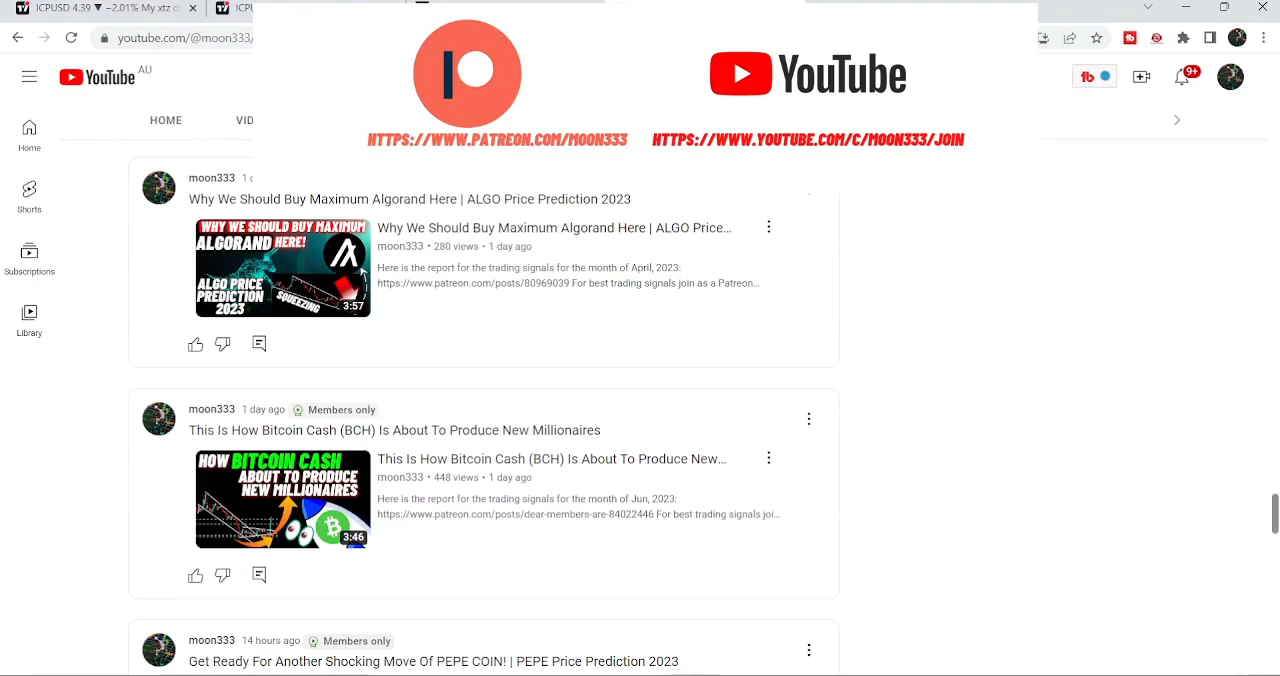 ICPUSD 4.39 ▼ −2.01% My xtz c
ICPU
youtube.com/@moon333/
YouTube
HTTPS://WWW.PATREON.COM/MOON333
HTTPS://WWW.YOUTUBE.COM/C/MOON333/JOIN
YouTube AU
tb
9+
HOME
VID
Home
Shorts
Subscriptions
Library
moon333 1 d
Why We Should Buy Maximum Algorand Here | ALGO Price Prediction 2023
WHY WE SHOULD BUY MAXIMUM
ALGORAND HERE!
ALGO PRICE
PREDICTION
2023
SQUEEZING
3:57
Why We Should Buy Maximum Algorand Here | ALGO Price...
moon333 • 280 views • 1 day ago
Here is the report for the trading signals for the month of April, 2023:
https://www.patreon.com/posts/80969039 For best trading signals join as a Patreon...
moon333 1 day ago Members only
This Is How Bitcoin Cash (BCH) Is About To Produce New Millionaires
HOW BITCOIN CASH
ABOUT TO PRODUCE
NEW MILLIONAIRES
3:46
This Is How Bitcoin Cash (BCH) Is About To Produce New...
moon333 • 448 views • 1 day ago
Here is the report for the trading signals for the month of Jun, 2023:
https://www.patreon.com/posts/dear-members-are-84022446 For best trading signals joi...
moon333 14 hours ago Members only
Get Ready For Another Shocking Move Of PEPE COIN! | PEPE Price Prediction 2023